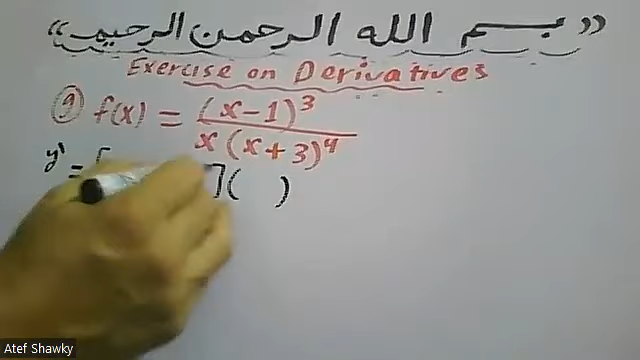 «بسم الله الرحمن الرحيم»
Exercise on Derivatives
9) f(x) = (x-1)³ / x(x+3)⁴
y' = [ ]( )
Atef Shawky